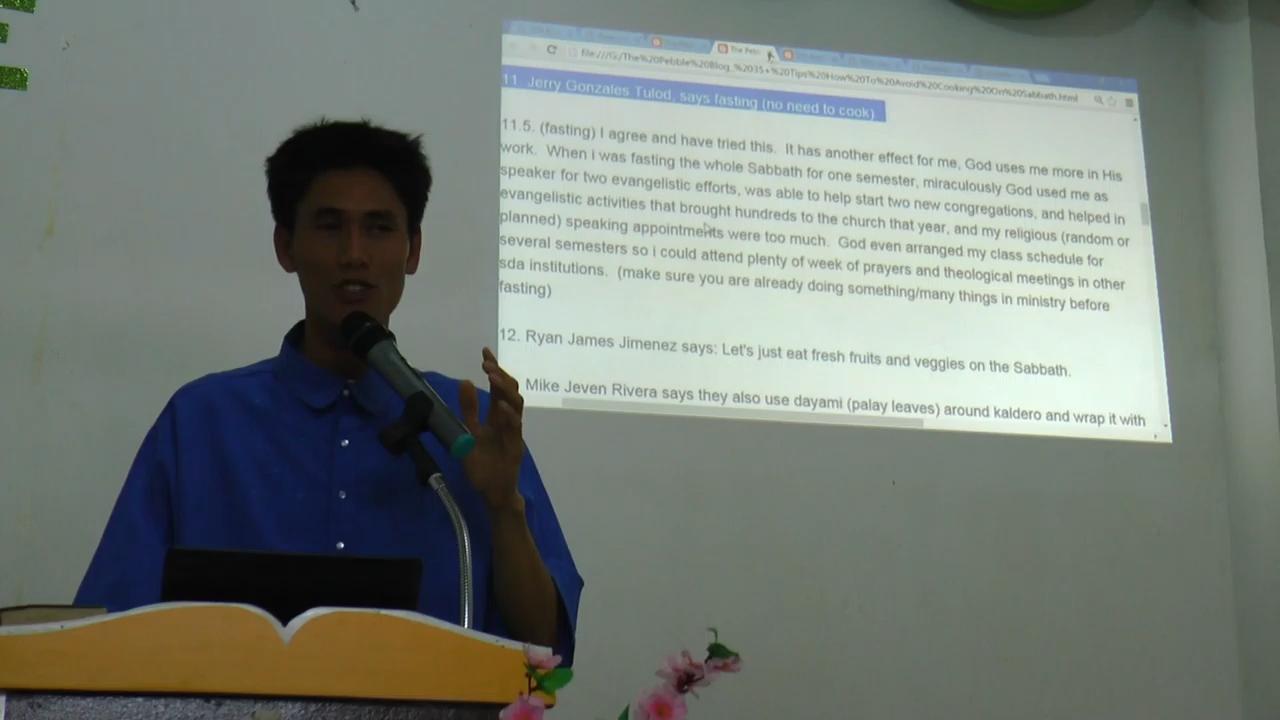 The Peb
file:///G:/The%20Pebble%20Blog_%2035+%20Tips%20How%20To%20Avoid%20Cooking%20On%20Sabbath.html
11. Jerry Gonzales Tulod, says fasting (no need to cook)
11.5. (fasting) I agree and have tried this. It has another effect for me, God uses me more in His
work. When i was fasting the whole Sabbath for one semester, miraculously God used me as
speaker for two evangelistic efforts, was able to help start two new congregations, and helped in
evangelistic activities that brought hundreds to the church that year, and my religious (random or
planned) speaking appointments were too much. God even arranged my class schedule for
several semesters so i could attend plenty of week of prayers and theological meetings in other
sda institutions. (make sure you are already doing something/many things in ministry before
fasting)
12. Ryan James Jimenez says: Let's just eat fresh fruits and veggies on the Sabbath.
Mike Jeven Rivera says they also use dayami (palay leaves) around kaldero and wrap it with